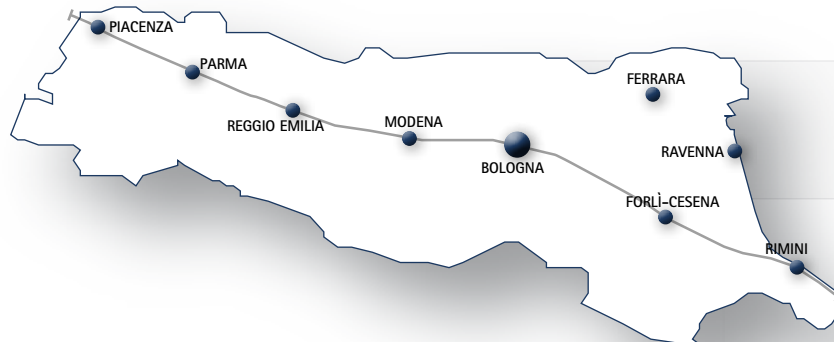 PIACENZA
PARMA
FERRARA
REGGIO EMILIA
MODENA
RAVENNA
BOLOGNA
FORLÌ-CESENA
RIMINI